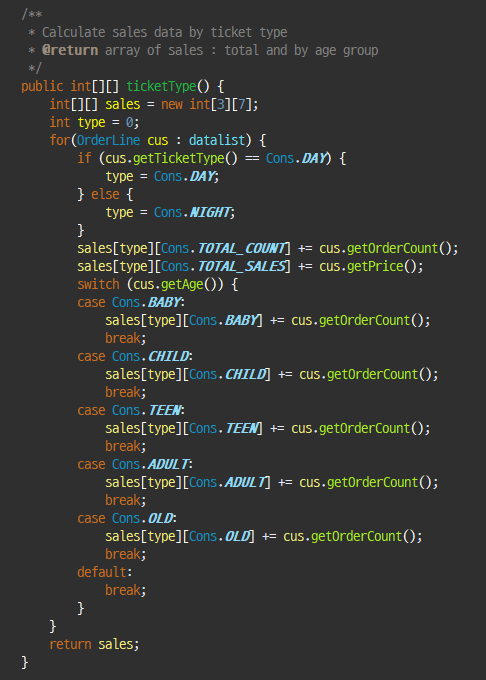 /**
 * Calculate sales data by ticket type
 * @return array of sales : total and by age group
 */
public int[][] ticketType() {
    int[][] sales = new int[3][7];
    int type = 0;
    for(OrderLine cus : datalist) {
        if (cus.getTicketType() == Cons.DAY) {
            type = Cons.DAY;
        } else {
            type = Cons.NIGHT;
        }
        sales[type][Cons.TOTAL_COUNT] += cus.getOrderCount();
        sales[type][Cons.TOTAL_SALES] += cus.getPrice();
        switch (cus.getAge()) {
        case Cons.BABY:
            sales[type][Cons.BABY] += cus.getOrderCount();
            break;
        case Cons.CHILD:
            sales[type][Cons.CHILD] += cus.getOrderCount();
            break;
        case Cons.TEEN:
            sales[type][Cons.TEEN] += cus.getOrderCount();
            break;
        case Cons.ADULT:
            sales[type][Cons.ADULT] += cus.getOrderCount();
            break;
        case Cons.OLD:
            sales[type][Cons.OLD] += cus.getOrderCount();
            break;
        default:
            break;
        }
    }
    return sales;
}